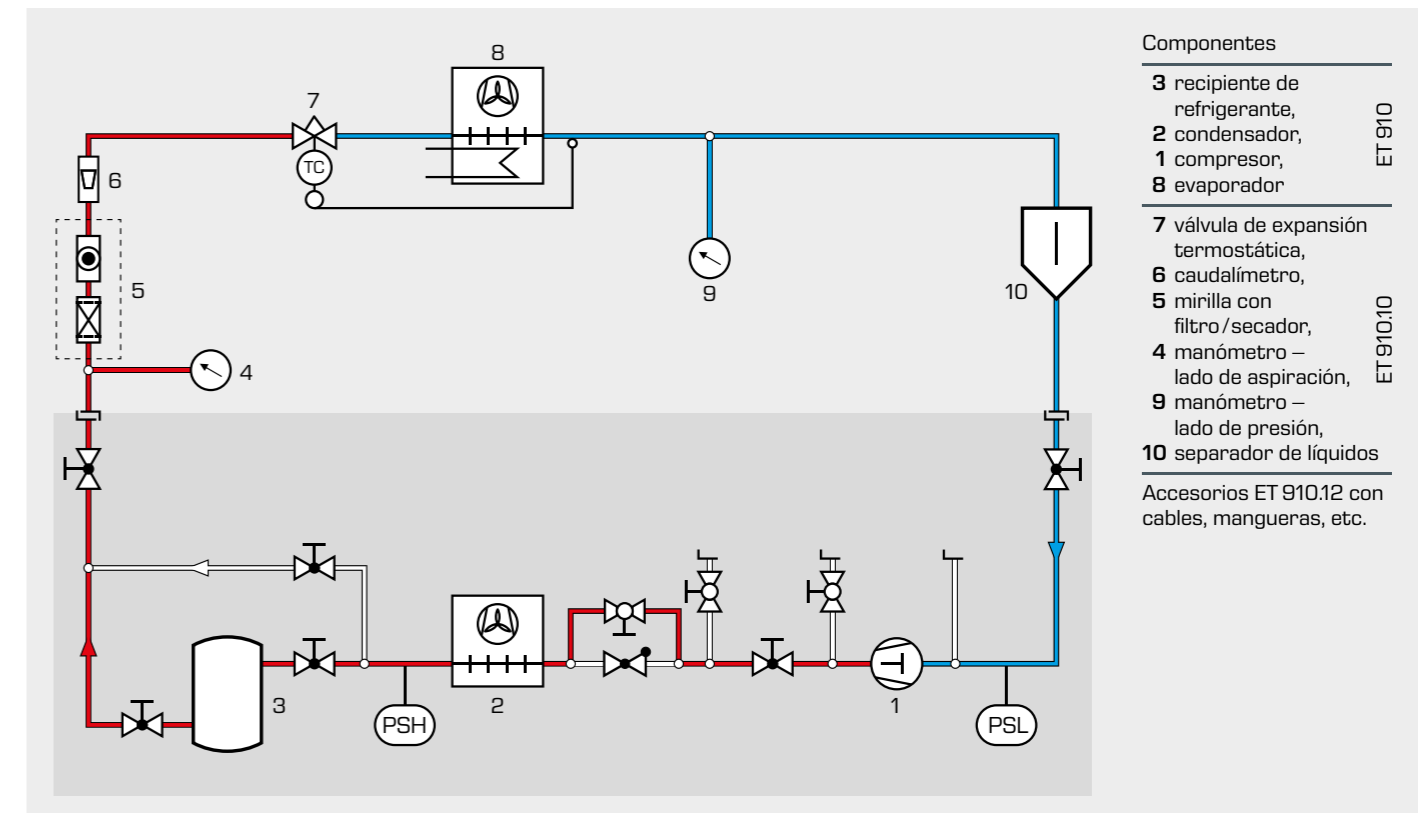 8
7
TC
6
5
9
10
4
3
2
1
PSH
PSL
Componentes
3 recipiente de
refrigerante,
2 condensador,
1 compresor,
8 evaporador
ET 910
7 válvula de expansión
termostática,
6 caudalímetro,
5 mirilla con
filtro/secador,
4 manómetro –
lado de aspiración,
9 manómetro –
lado de presión,
10 separador de líquidos
ET 910.10
Accesorios ET 910.12 con
cables, mangueras, etc.